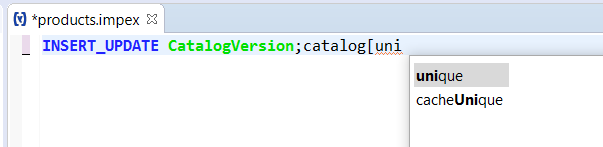 *products.impex
INSERT_UPDATE CatalogVersion;catalog[uni
unique
cacheUnique